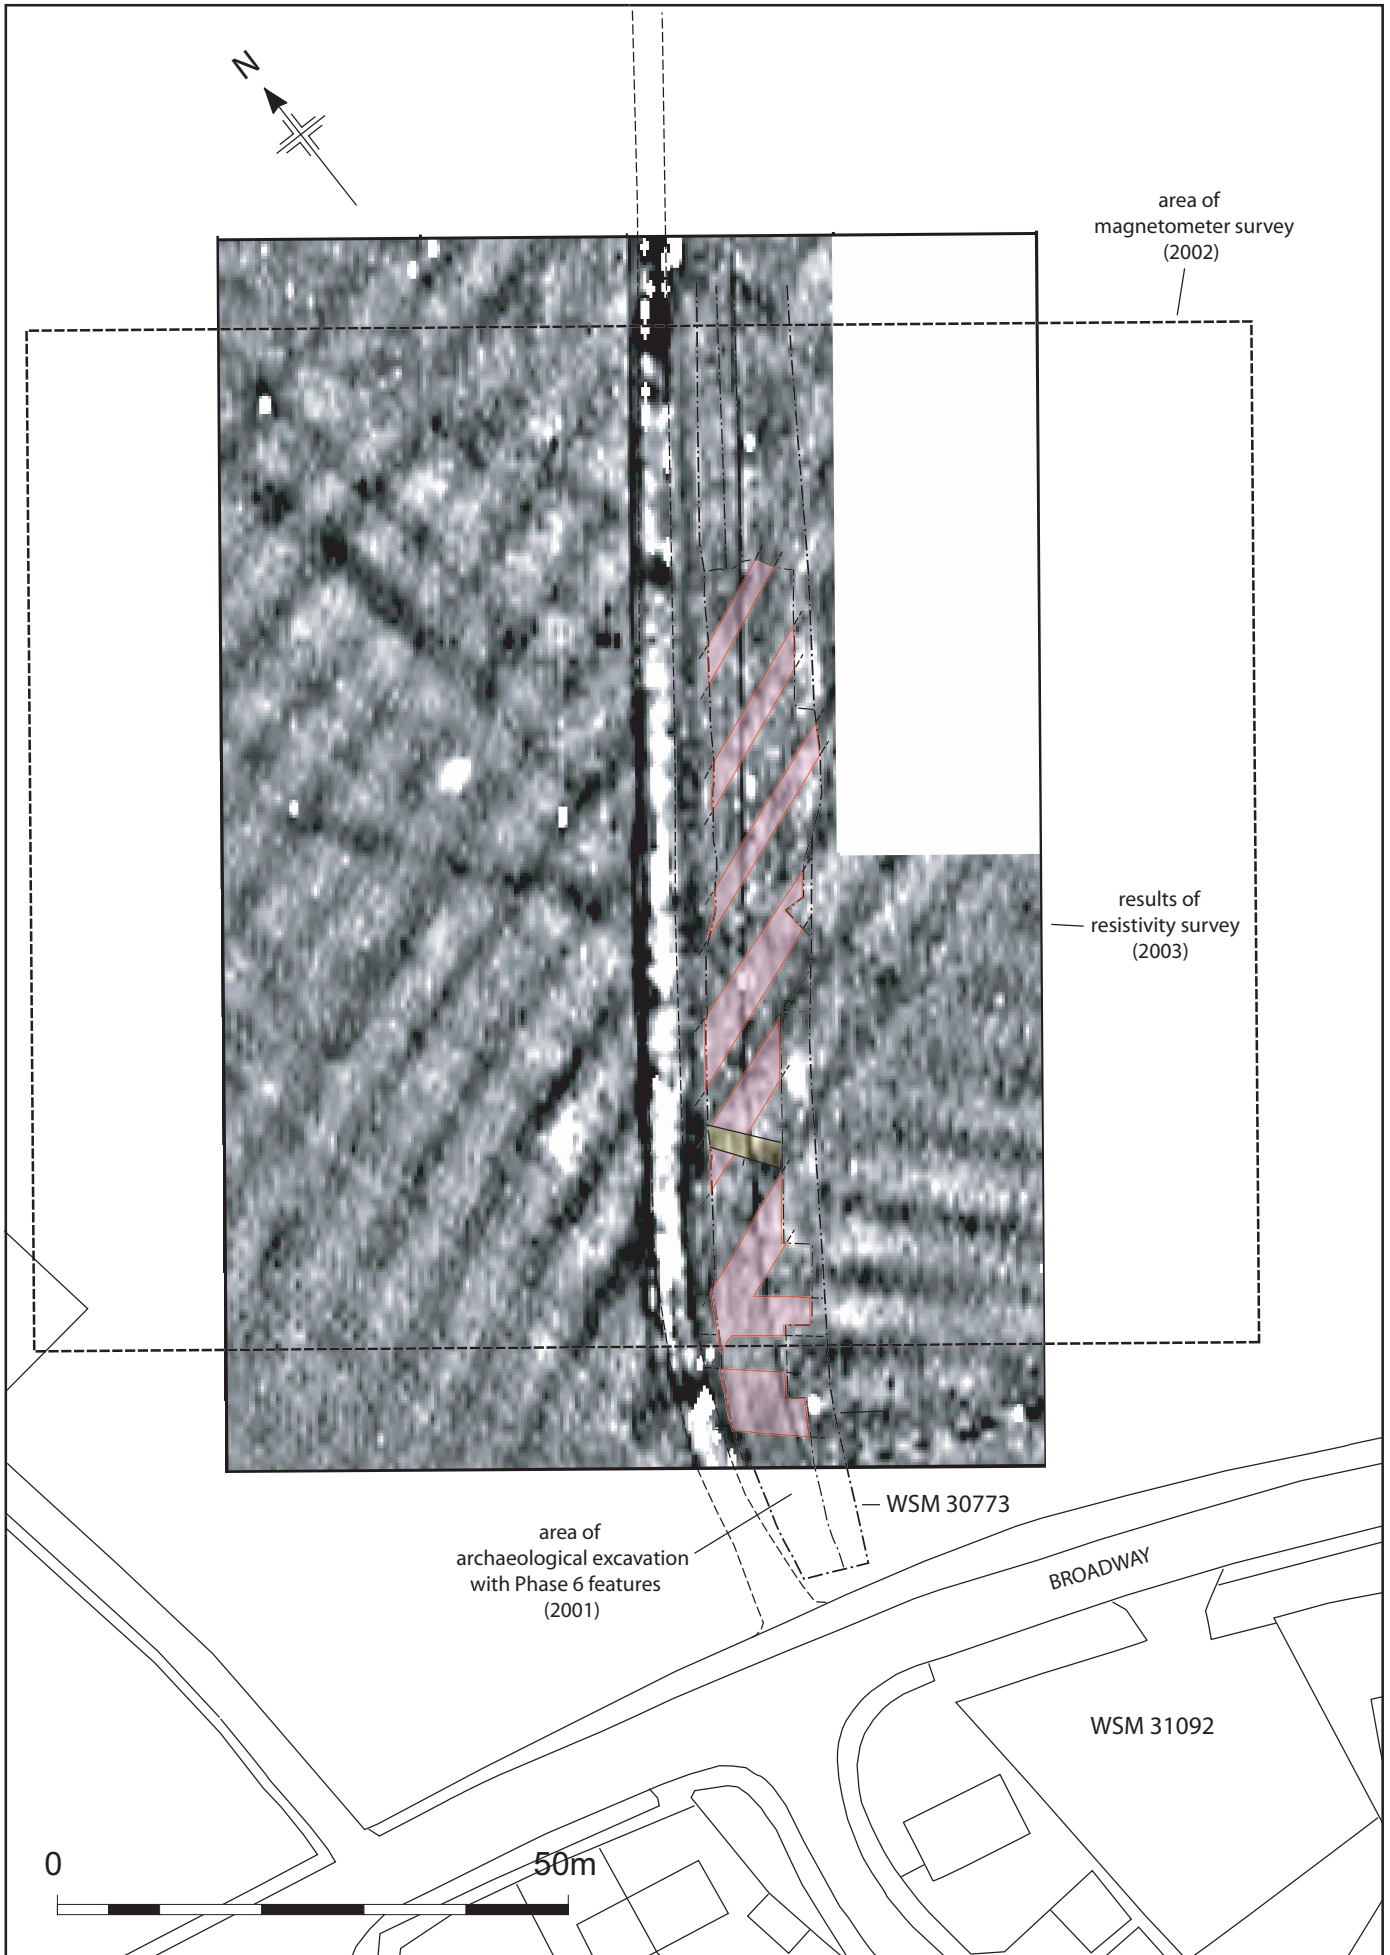 N
area of
magnetometer survey
(2002)
results of
resistivity survey
(2003)
WSM 30773
area of
archaeological excavation
with Phase 6 features
(2001)
BROADWAY
WSM 31092
0
50m